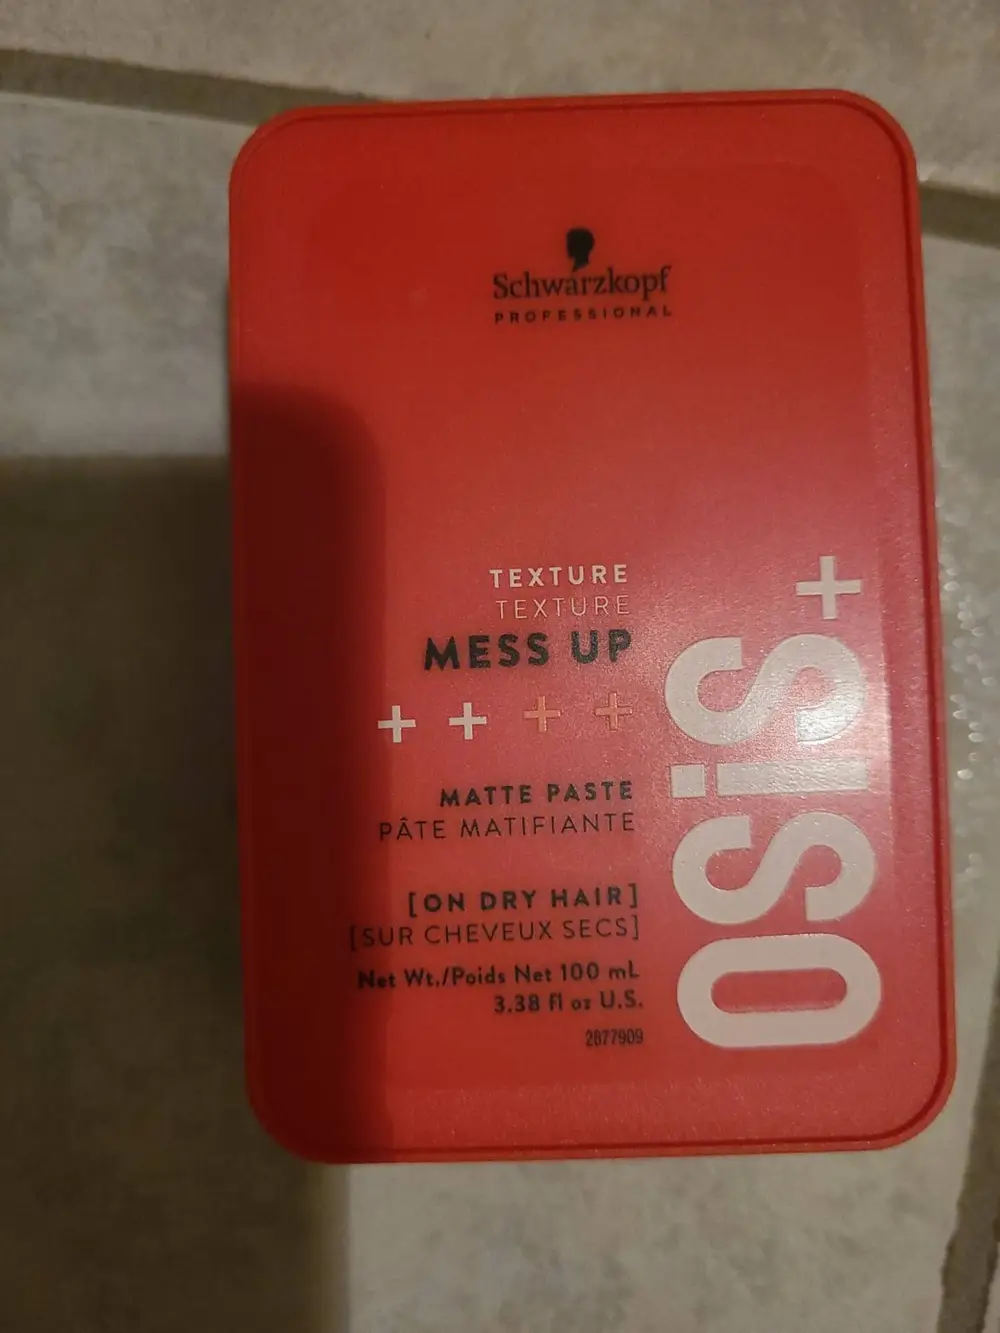 Schwarzkopf
PROFESSIONAL
TEXTURE
TEXTURE
MESS UP
++++
MATTE PASTE
PÂTE MATIFIANTE
[ON DRY HAIR]
[SUR CHEVEUX SECS]
Net Wt./Poids Net 100 mL
3.38 fl oz U.S.
2877909
OSiS+